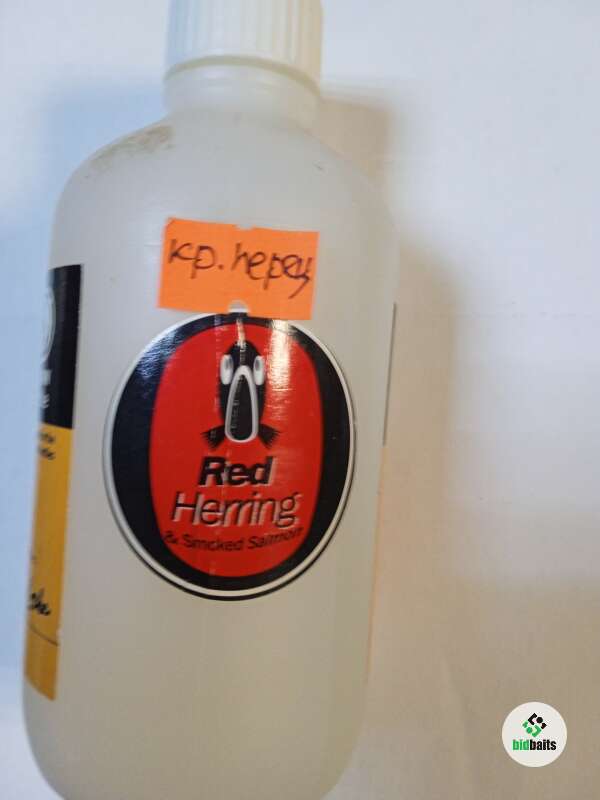 кр. перец
Red
Herring
& Smoked Salmon
bidbaits